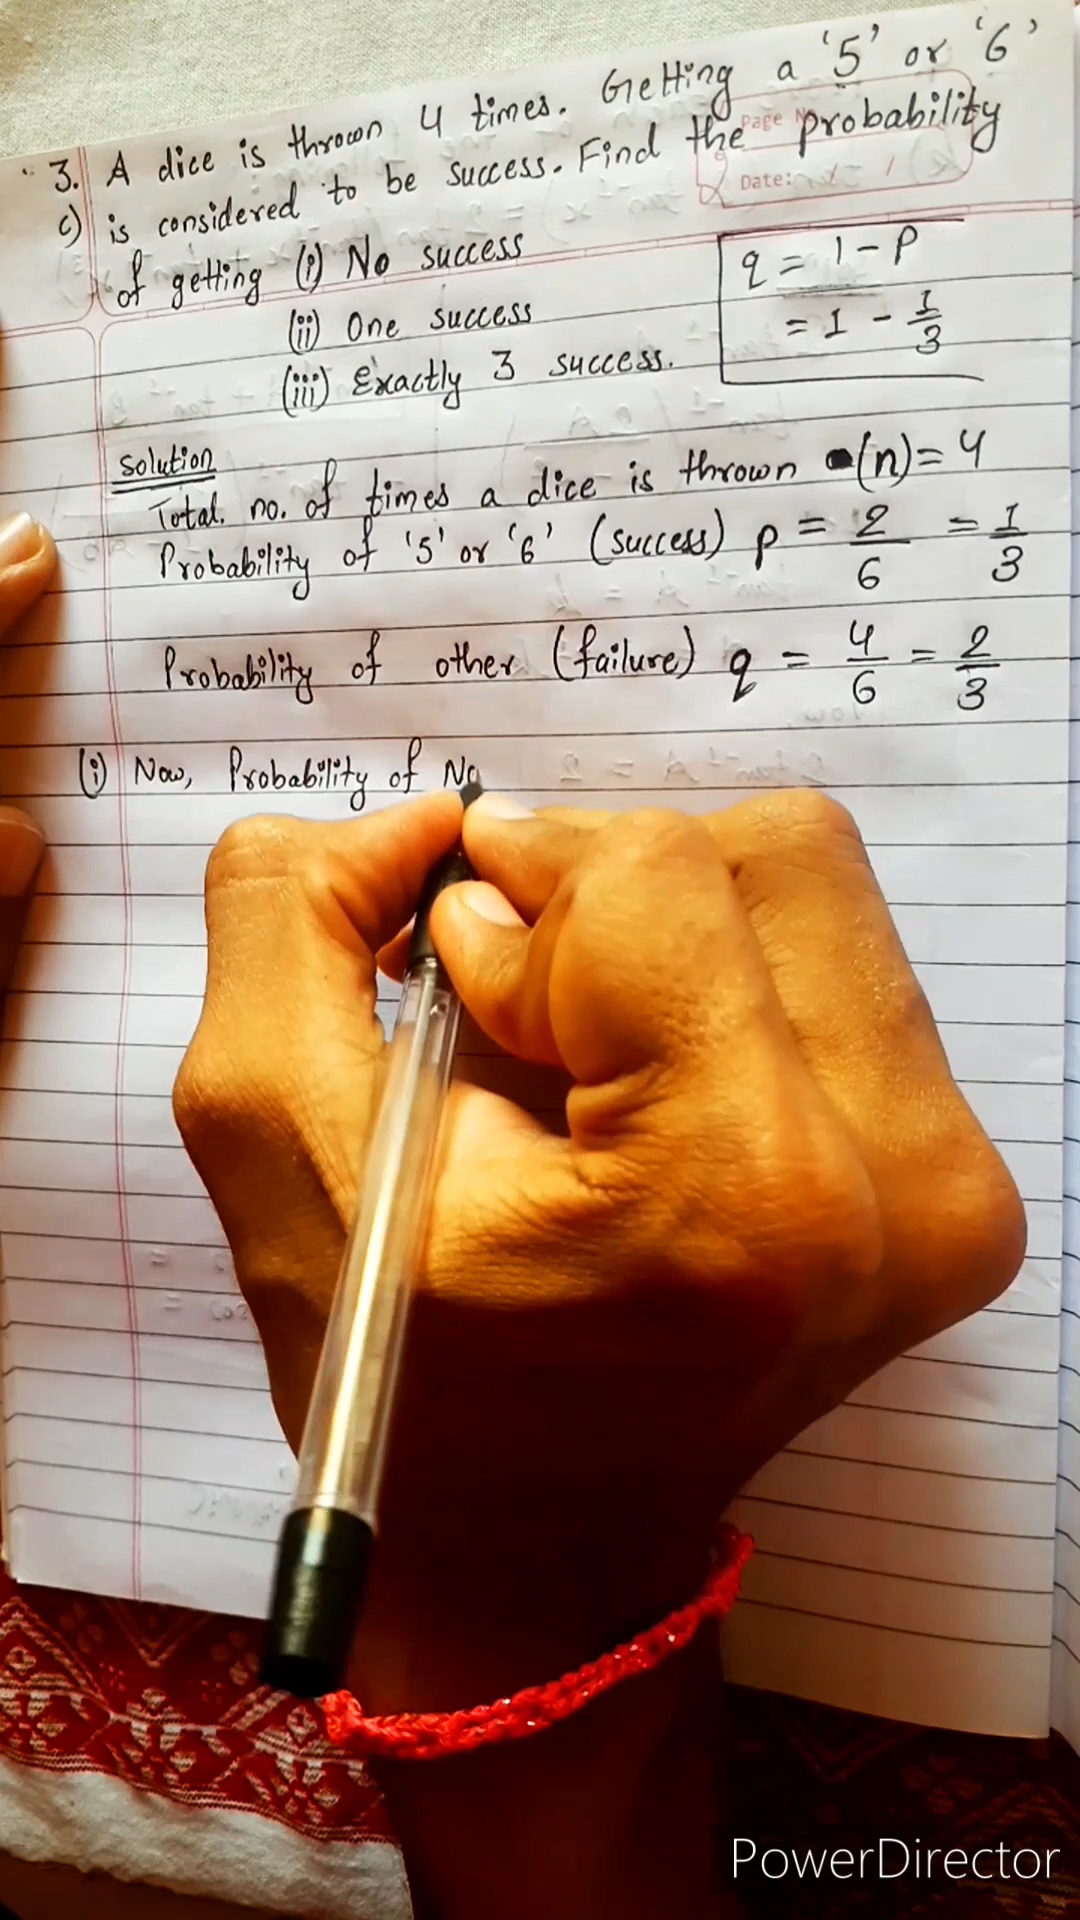 3. A dice is thrown 4 times. Getting a '5' or '6'
c) is considered to be success. Find the probability
Page No
Date: / /
of getting (i) No success
(ii) One success
(iii) Exactly 3 success.
q = 1 - P
= 1 - 1/3
Solution
Total. no. of times a dice is thrown (n) = 4
Probability of '5' or '6' (success) p = 2/6 = 1/3
Probability of other (failure) q = 4/6 = 2/3
(i) Now, Probability of No
PowerDirector